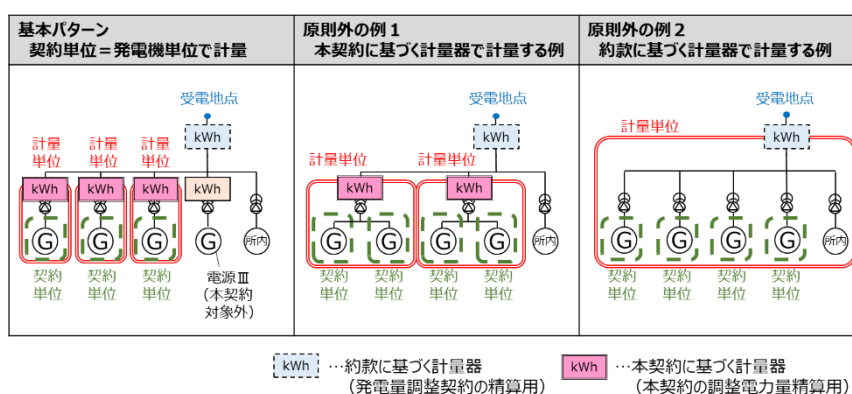 基本パターン
契約単位＝発電機単位で計量
原則外の例１
本契約に基づく計量器で計量する例
原則外の例２
約款に基づく計量器で計量する例
受電地点
kWh
計量
単位
計量
単位
計量
単位
kWh
kWh
kWh
kWh
G
G
G
G
所内
契約
単位
契約
単位
契約
単位
電源Ⅲ
（本契約
対象外）
受電地点
kWh
計量単位
計量単位
kWh
kWh
G
G
G
G
所内
契約
単位
契約
単位
契約
単位
契約
単位
受電地点
計量単位
kWh
G
G
G
G
所内
契約
単位
契約
単位
契約
単位
契約
単位
kWh …約款に基づく計量器
（発電量調整契約の精算用）
kWh …本契約に基づく計量器
（本契約の調整電力量精算用）